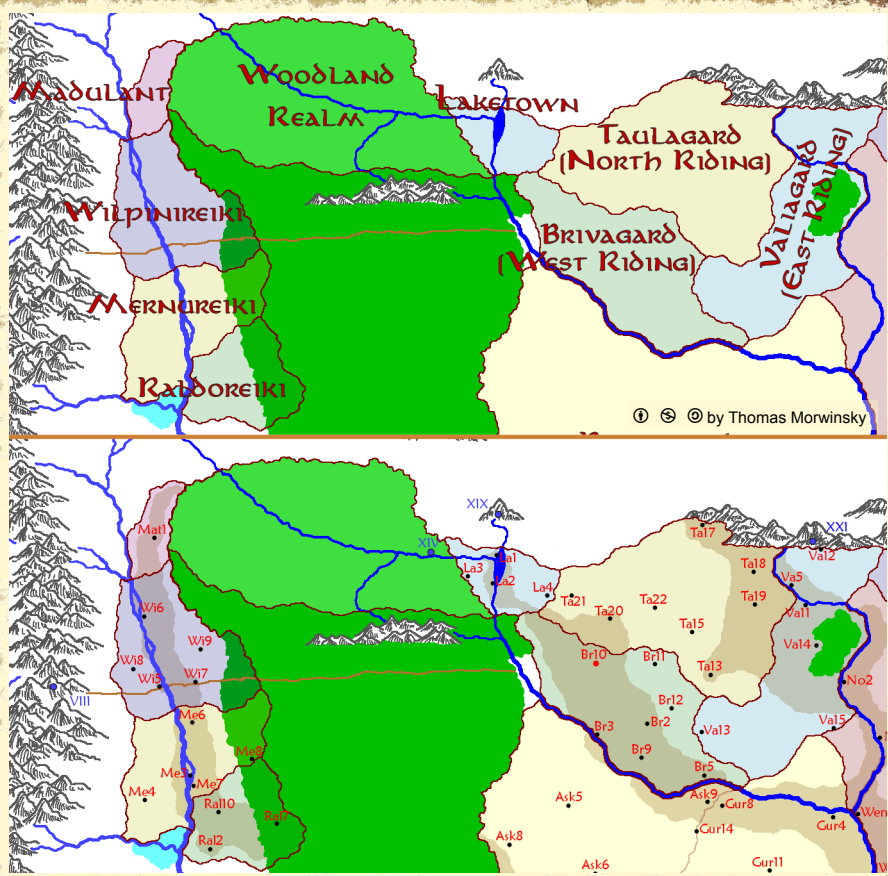 Woodland
Realm
Madulant
Laketown
Taulagard
(North Riding)
Valiagard
(East Riding)
Wilpinireiki
Brivagard
(West Riding)
Mernureiki
Raldoreiki
by Thomas Morwinsky
XIX
XXI
Ta17
Mat1
XIV
La1
Val12
Ta18
La3
La2
Va5
La4
Ta21
Ta22
Ta19
Va11
Wi6
Ta20
Ta15
Wi9
Va14
Wi8
Br10
Br11
Ta13
Wi5
Wi7
No2
VIII
Br12
Me6
Br3
Br2
Va13
Va15
Me8
Br9
Br5
Me7
Me4
Ask5
Ask9
Gur8
Ral10
Ral7
Gur4
Wen
Ask8
Gur14
Ral2
Ask6
Gur11